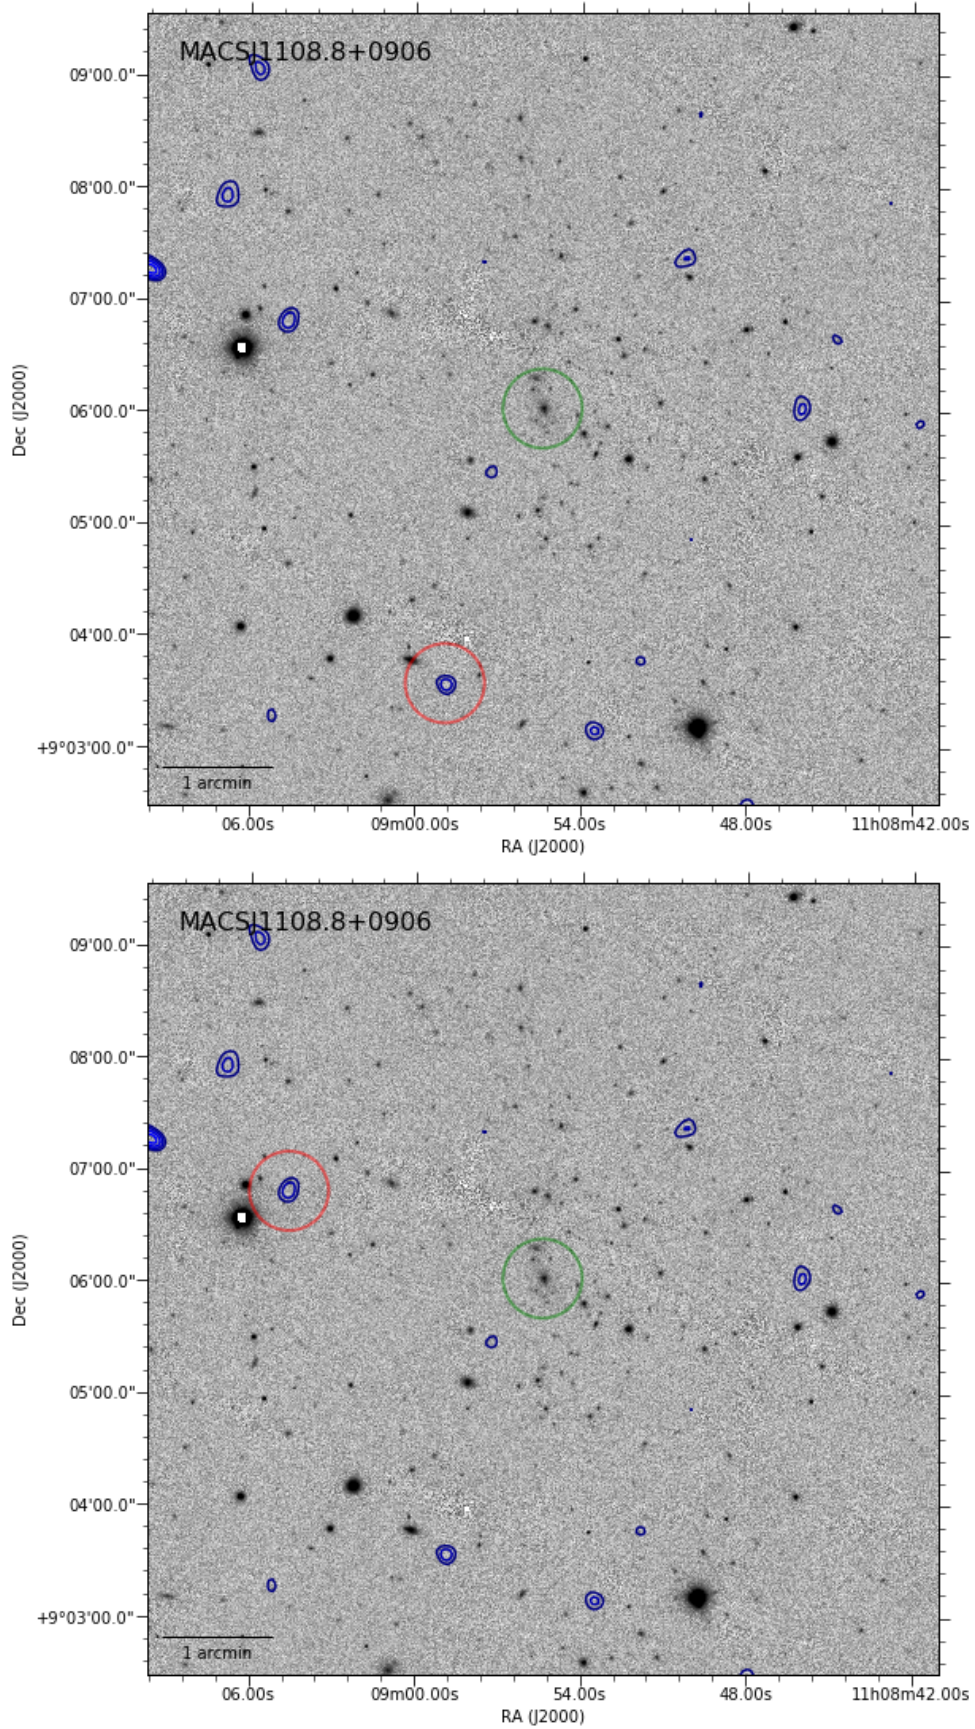 MACSJ1108.8+0906
09'00.0"
08'00.0"
07'00.0"
06'00.0"
05'00.0"
04'00.0"
+9°03'00.0"
Dec (J2000)
1 arcmin
06.00s 09m00.00s 54.00s 48.00s 11h08m42.00s
RA (J2000)
MACSJ1108.8+0906
09'00.0"
08'00.0"
07'00.0"
06'00.0"
05'00.0"
04'00.0"
+9°03'00.0"
Dec (J2000)
1 arcmin
06.00s 09m00.00s 54.00s 48.00s 11h08m42.00s
RA (J2000)